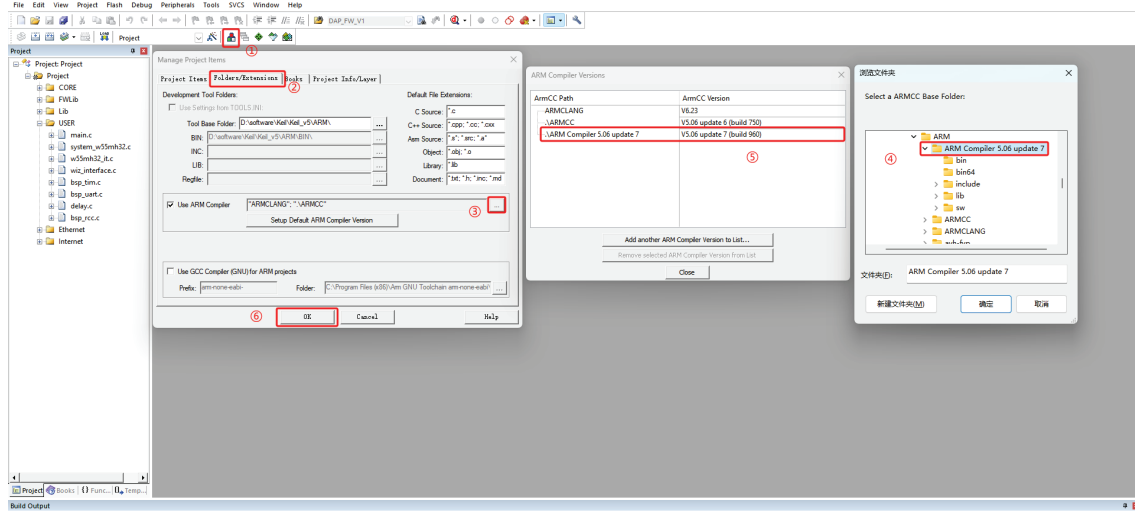 File Edit View Project Flash Debug Peripherals Tools SVCS Window Help
DAP_FW_V1
Project
①
Project
Project: Project
Project
CORE
FWLib
Lib
USER
main.c
system_w55mh32.c
w55mh32_it.c
wiz_interface.c
bsp_tim.c
bsp_uart.c
delay.c
bsp_rcc.c
Ethernet
Internet
Project Books {} Func... Temp...
Build Output
Manage Project Items
Project Items Folders/Extensions Books Project Info/Layer
②
Development Tool Folders:
Use Settings from TOOLS.INI:
Tool Base Folder: D:\software\Keil\Keil_v5\ARM\ ...
BIN: D:\software\Keil\Keil_v5\ARM\BIN\ ...
INC: ...
LIB: ...
Regfile: ...
Default File Extensions:
C Source: *.c
C++ Source: *.cpp; *.cc; *.cxx
Asm Source: *.s*; *.src; *.a*
Object: *.obj; *.o
Library: *.lib
Document: *.txt; *.h; *.inc; *.md
Use ARM Compiler "ARMCLANG"; ".\ARMCC" ...
③
Setup Default ARM Compiler Version
Use GCC Compiler (GNU) for ARM projects
Prefix: arm-none-eabi- Folder: C:\Program Files (x86)\Arm GNU Toolchain arm-none-eabi\ ...
⑥
OK Cancel Help
ARM Compiler Versions
ArmCC Path ArmCC Version
ARMCLANG V6.23
.\ARMCC V5.06 update 6 (build 750)
.\ARM Compiler 5.06 update 7 V5.06 update 7 (build 960)
⑤
Add another ARM Compiler Version to List...
Remove selected ARM Compiler Version from List
Close
浏览文件夹
Select a ARMCC Base Folder:
ARM
④
ARM Compiler 5.06 update 7
bin
bin64
include
lib
sw
ARMCC
ARMCLANG
文件夹(F): ARM Compiler 5.06 update 7
新建文件夹(M) 确定 取消